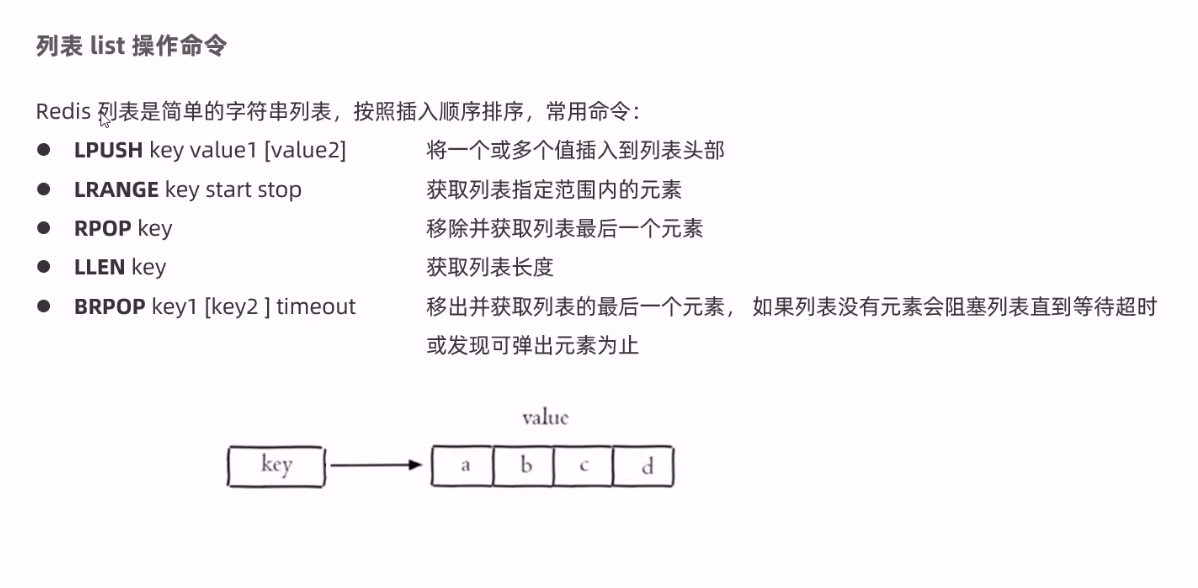 列表 list 操作命令
Redis 列表是简单的字符串列表，按照插入顺序排序，常用命令：
● LPUSH key value1 [value2] 将一个或多个值插入到列表头部
● LRANGE key start stop 获取列表指定范围内的元素
● RPOP key 移除并获取列表最后一个元素
● LLEN key 获取列表长度
● BRPOP key1 [key2 ] timeout 移出并获取列表的最后一个元素， 如果列表没有元素会阻塞列表直到等待超时
或发现可弹出元素为止
value
key a b c d